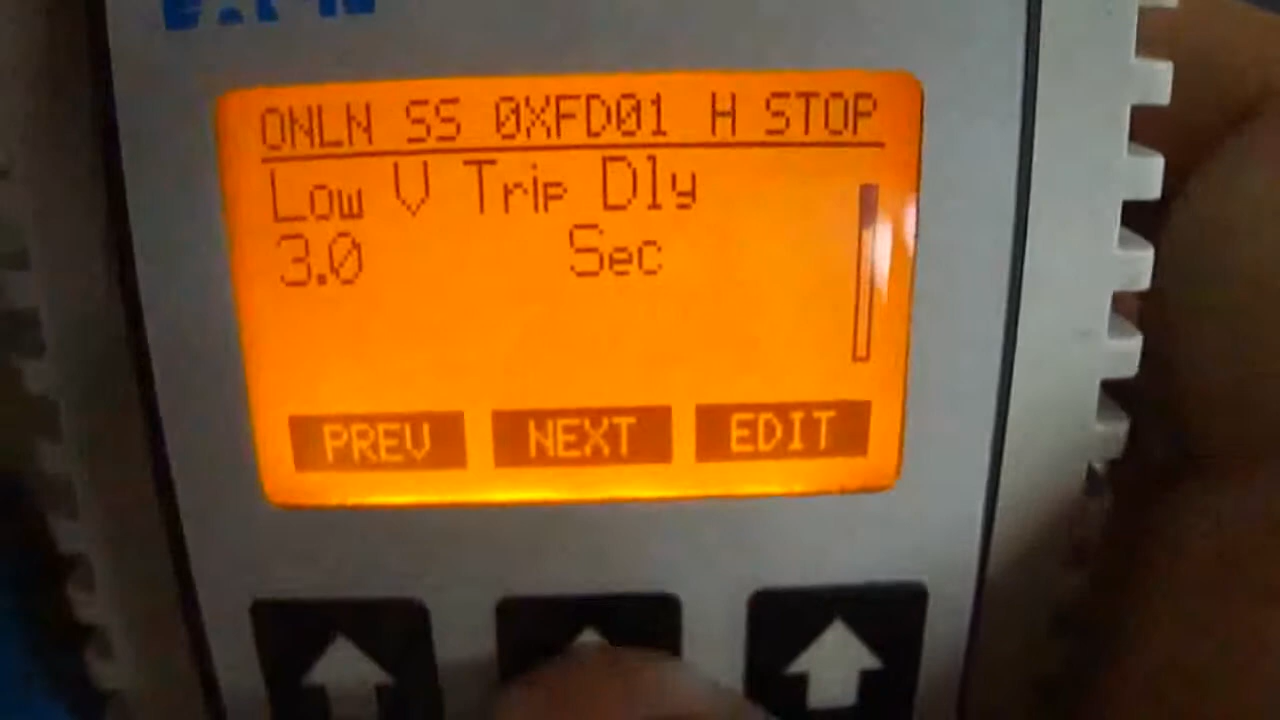 ONLN SS 0XFD01 H STOP
Low V Trip Dly
3.0 Sec
PREV NEXT EDIT